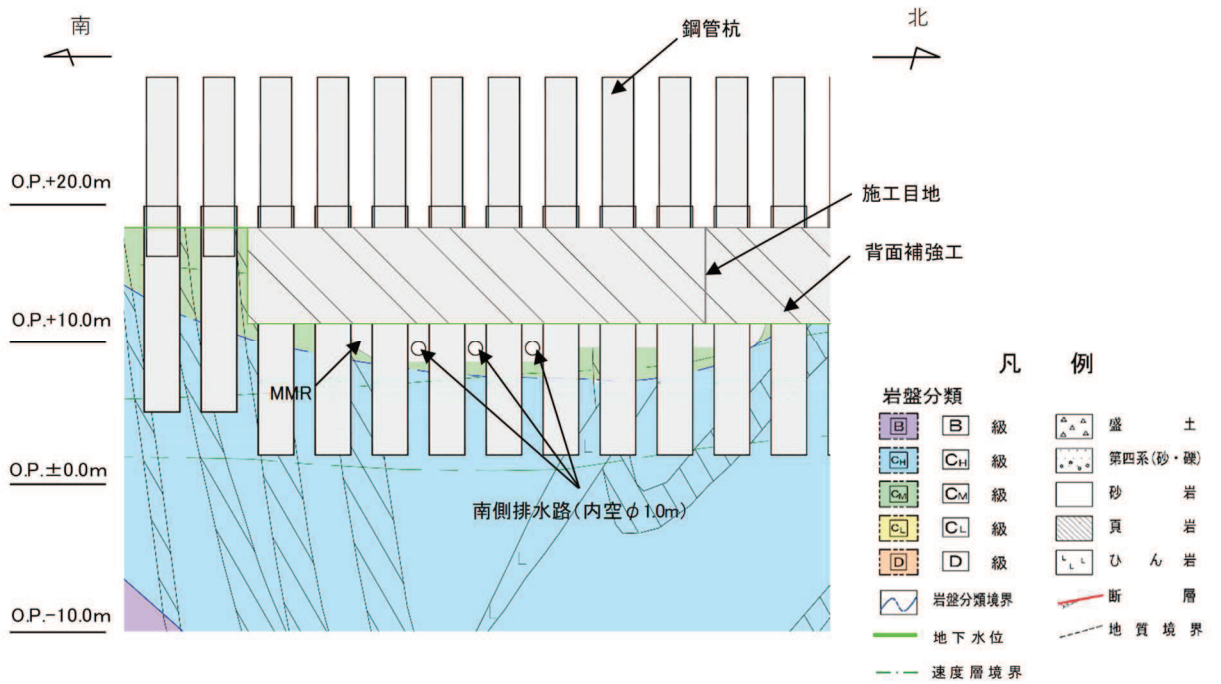 南
北
鋼管杭
O.P.+20.0m
施工目地
背面補強工
O.P.+10.0m
MMR
O.P.±0.0m
南側排水路(内空φ1.0m)
O.P.-10.0m
凡 例
岩盤分類
B B 級
CH CH 級
CM CM 級
CL CL 級
D D 級
岩盤分類境界
地下水位
速度層境界
盛 土
第四系(砂・礫)
砂 岩
頁 岩
ひ ん 岩
断 層
地 質 境 界